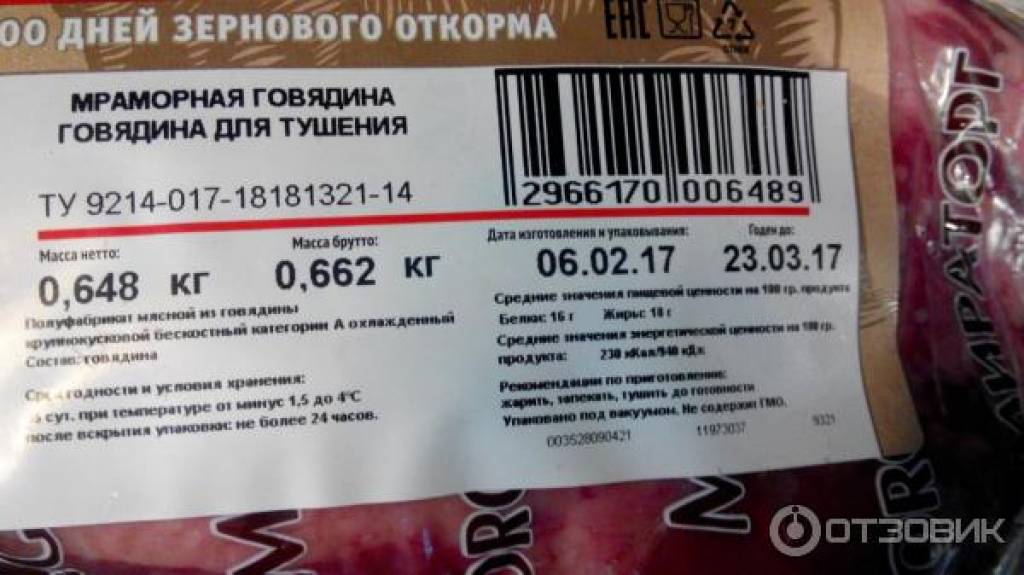 00 ДНЕЙ ЗЕРНОВОГО ОТКОРМА
ЕАС
МРАМОРНАЯ ГОВЯДИНА
ГОВЯДИНА ДЛЯ ТУШЕНИЯ
ТУ 9214-017-18181321-14
2966170 006489
Масса нетто:
0,648 кг
Масса брутто:
0,662 кг
Дата изготовления и упаковывания:
06.02.17
Годен до:
23.03.17
Полуфабрикат мясной из говядины
крупнокусковой бескостный категории А охлажденный
Состав: говядина
Срок годности и условия хранения:
сут. при температуре от минус 1,5 до 4°С
после вскрытия упаковки: не более 24 часов.
Средние значения пищевой ценности на 100 гр. продукта
Белки: 16 г Жиры: 18 г
Средние значения энергетической ценности на 100 гр.
продукта: 230 кКал/940 кДж
Рекомендации по приготовлению:
жарить, запекать, тушить до готовности
Упаковано под вакуумом. Не содержит ГМО.
003528090421 11973037 9321
МИРАТОРГ
ОТЗОВИК